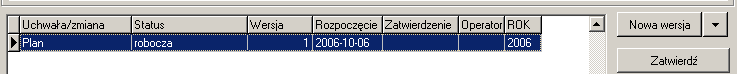 Uchwała/zmiana Status Wersja Rozpoczęcie Zatwierdzenie Operator ROK
Plan robocza 1 2006-10-06 2006
Nowa wersja
Zatwierdź